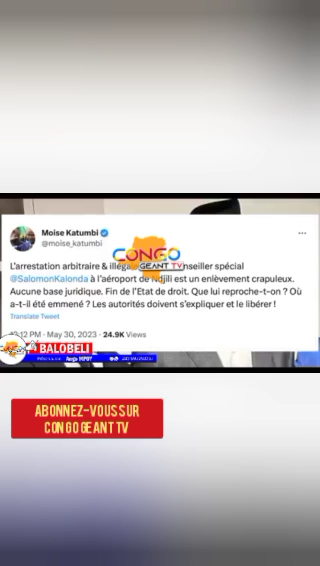 Moise Katumbi
@moise_katumbi
L'arrestation arbitraire & illéga nseiller spécial
@SalomonKalonda à l'aéroport de Ndjili est un enlèvement crapuleux.
Aucune base juridique. Fin de l'Etat de droit. Que lui reproche-t-on ? Où
a-t-il été emmené ? Les autorités doivent s'expliquer et le libérer !
Translate Tweet
:12 PM · May 30, 2023 · 24.9K Views
CONGO
GEANT TV
BALOBELI
ABONNEZ-VOUS SUR
CONGO GEANT TV